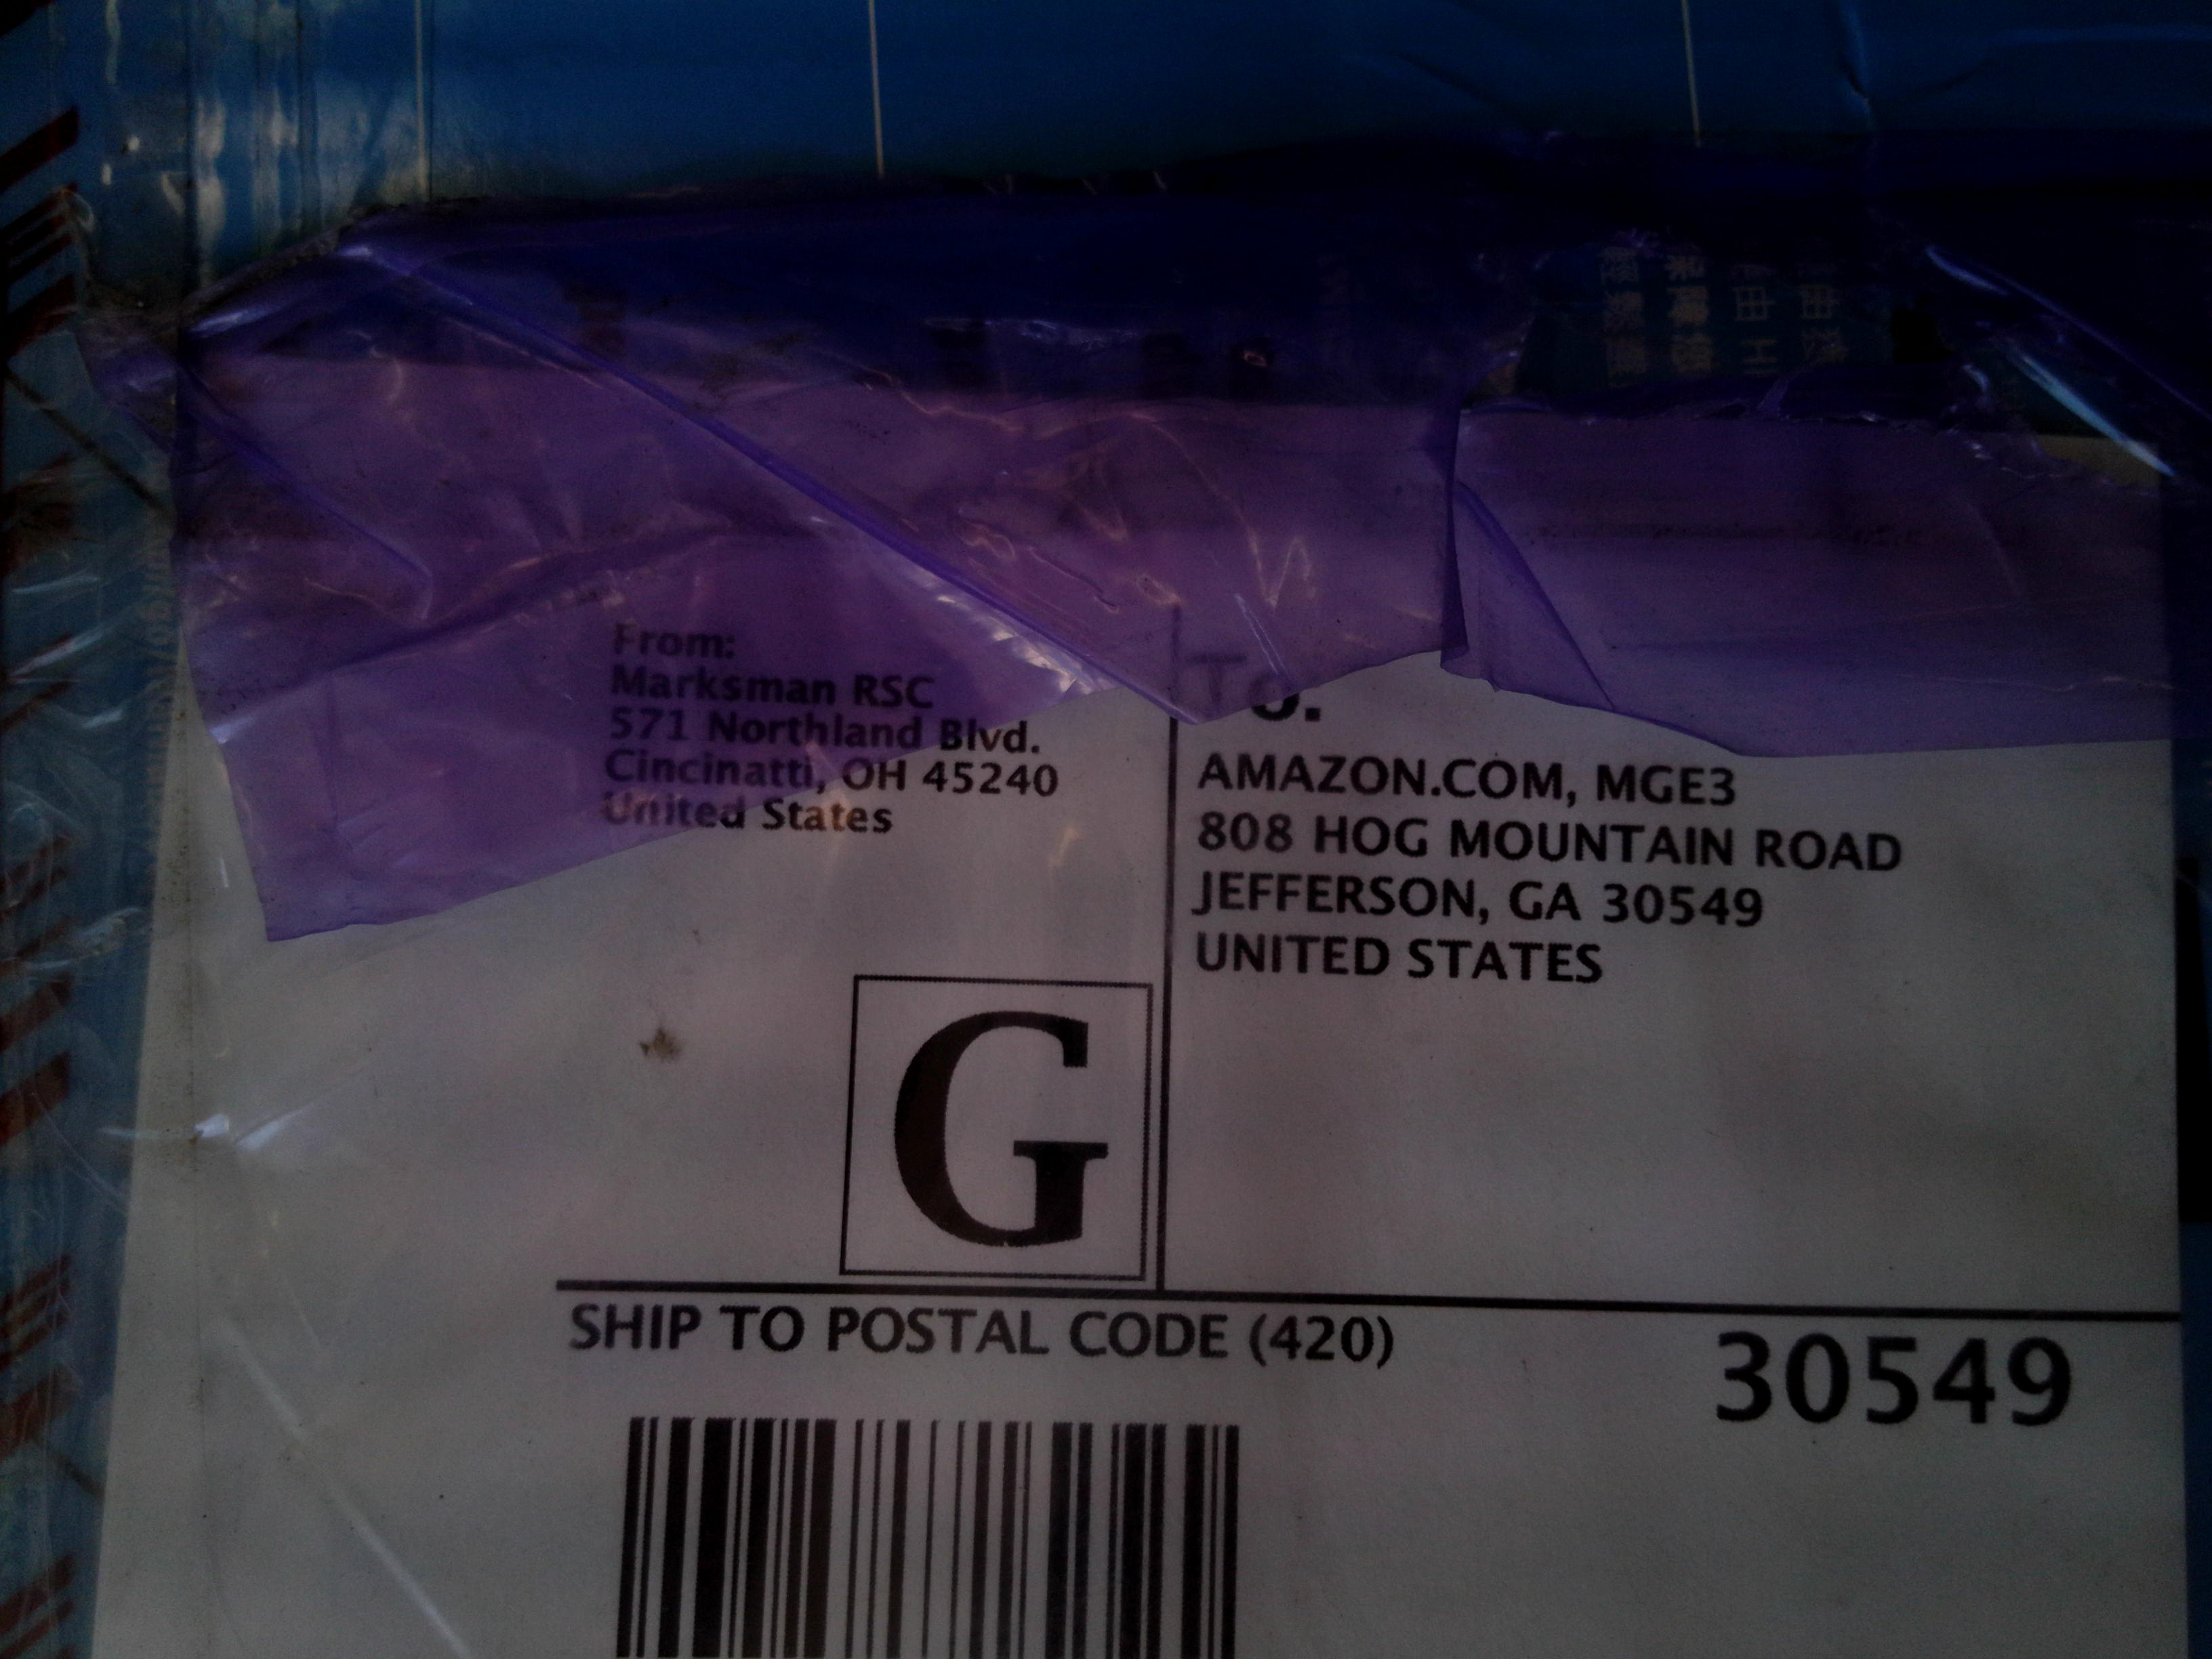 From:
Marksman RSC
571 Northland Blvd.
Cincinatti, OH 45240
United States
To:
AMAZON.COM, MGE3
808 HOG MOUNTAIN ROAD
JEFFERSON, GA 30549
UNITED STATES
G
SHIP TO POSTAL CODE (420)
30549